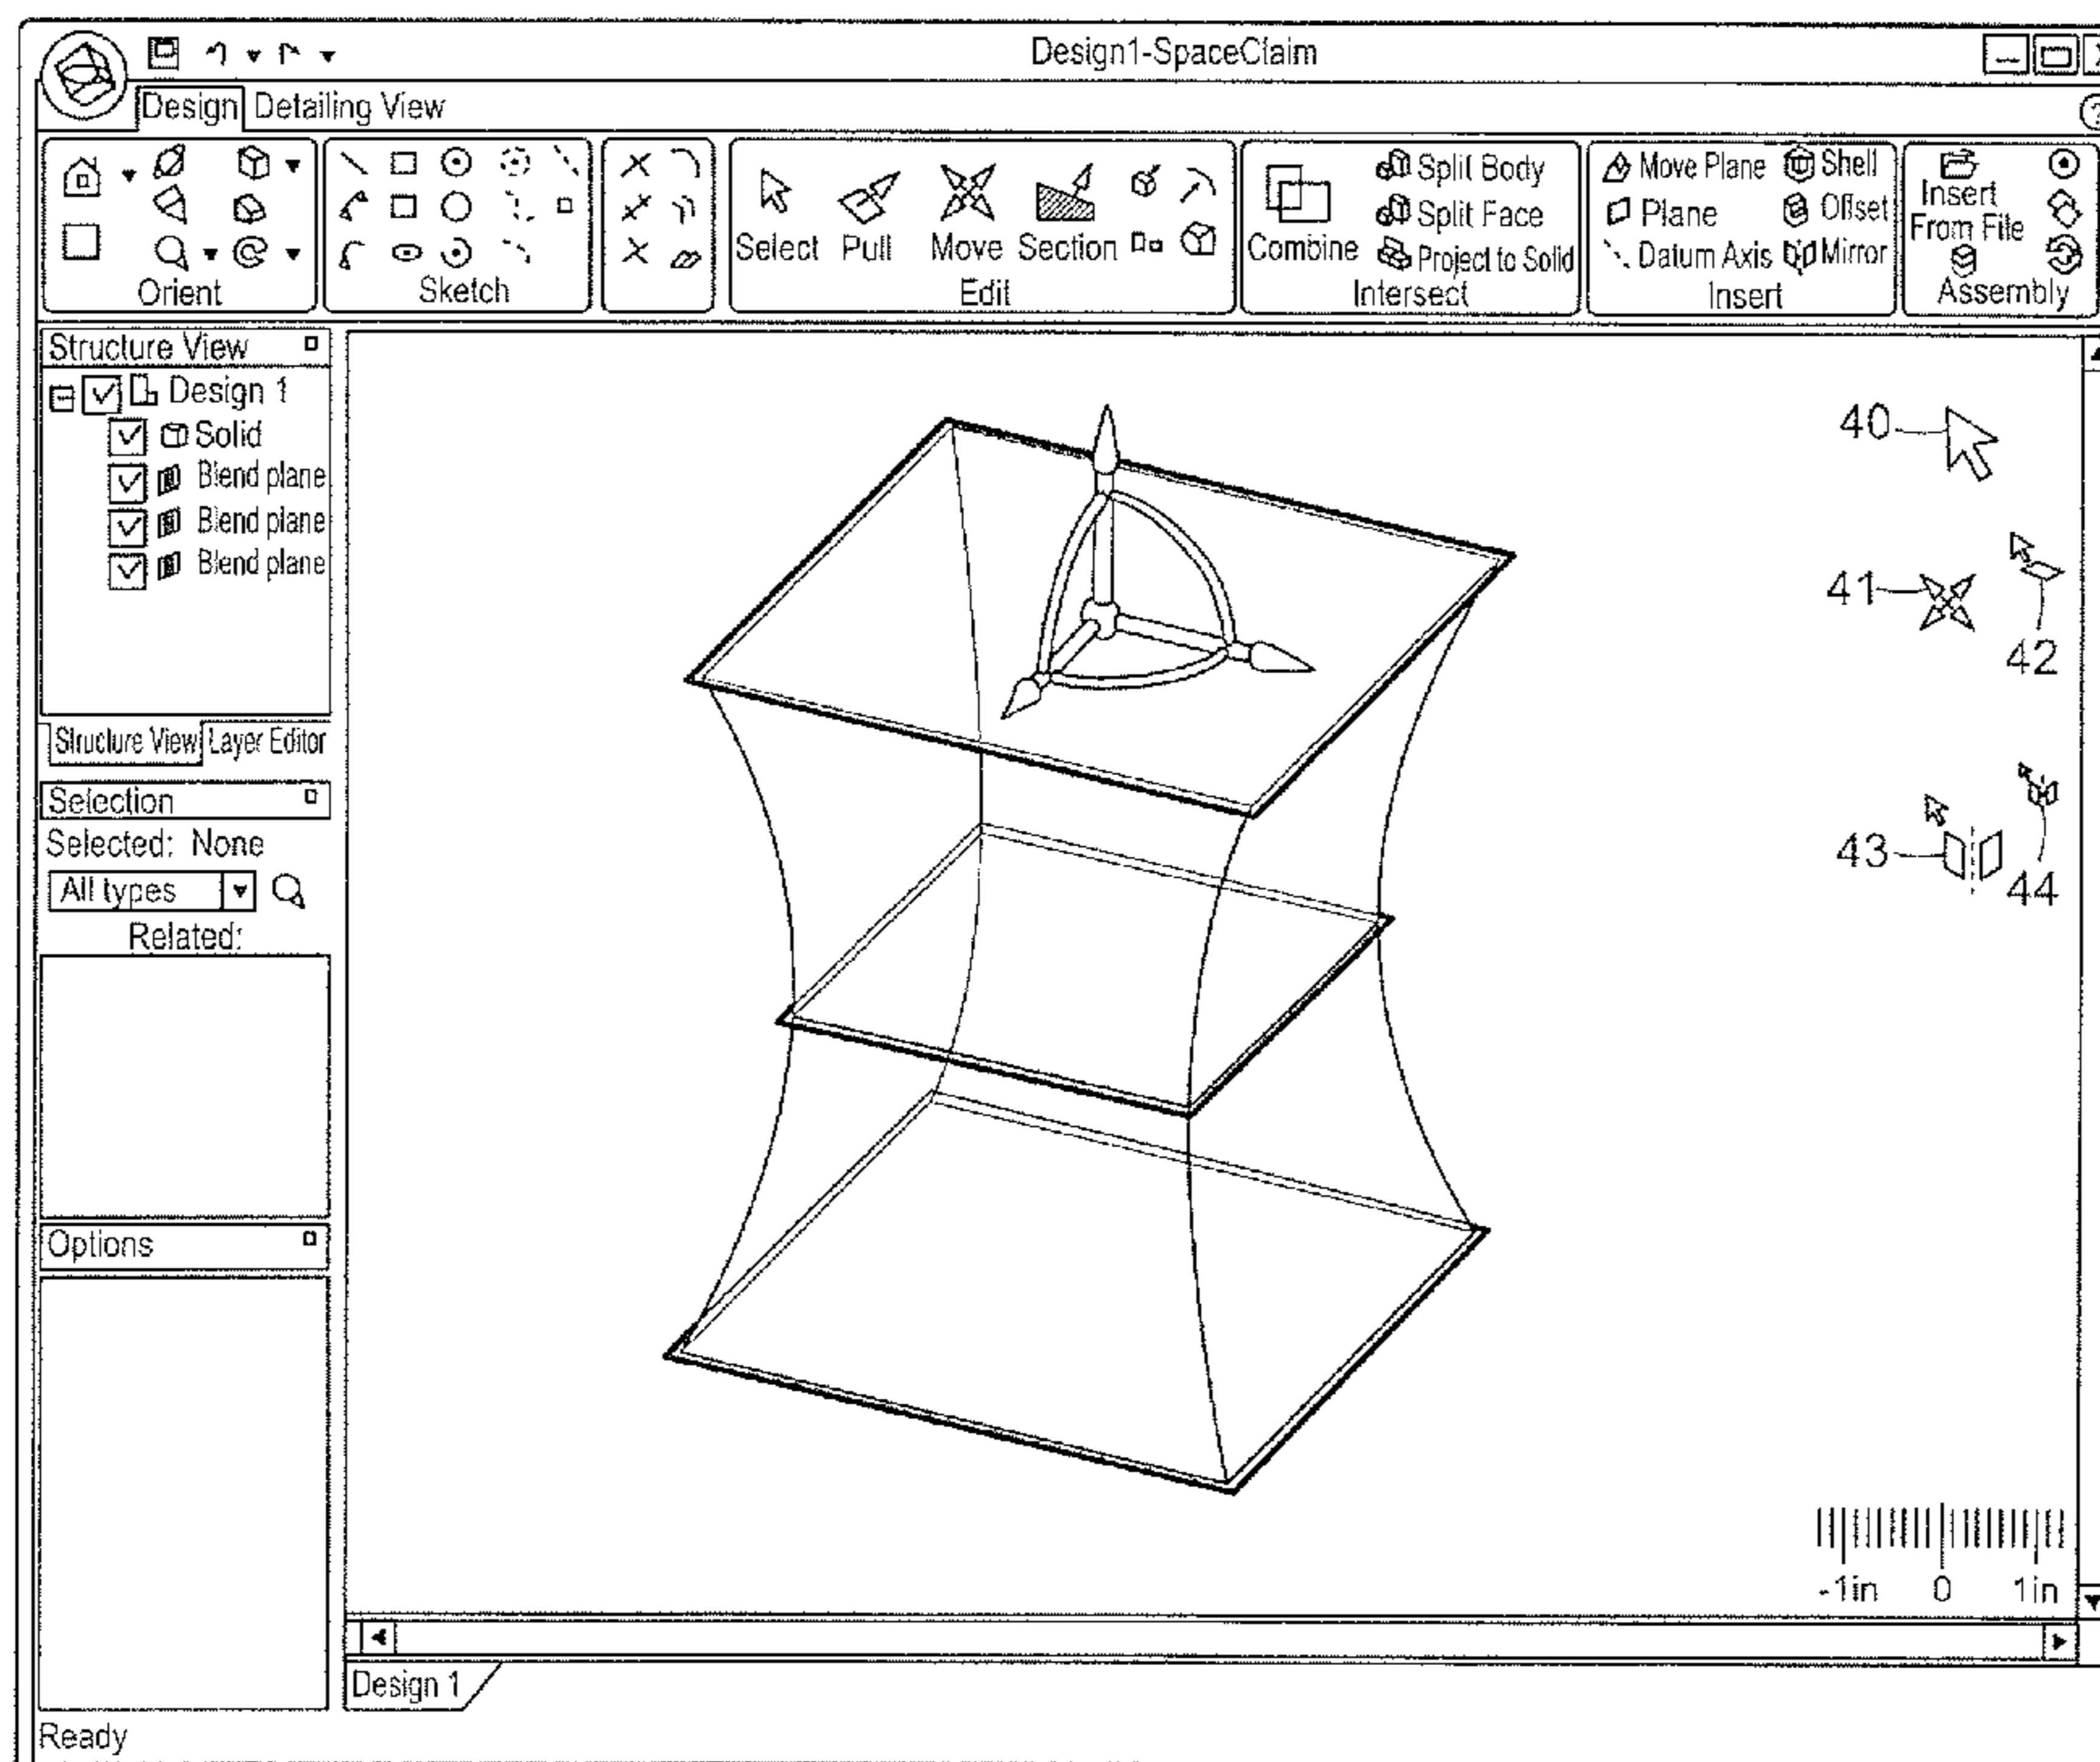 Design1-SpaceClaim
Design Detailing View
Orient
Sketch
Select Pull Move Section
Edit
Combine
Split Body
Split Face
Project to Solid
Intersect
Move Plane
Plane
Datum Axis
Shell
Offset
Mirror
Insert
Insert
From File
Assembly
Structure View
Design 1
Solid
Blend plane
Blend plane
Blend plane
Structure View Layer Editor
Selection
Selected: None
All types
Related:
Options
40
41
42
43
44
-1in 0 1in
Design 1
Ready